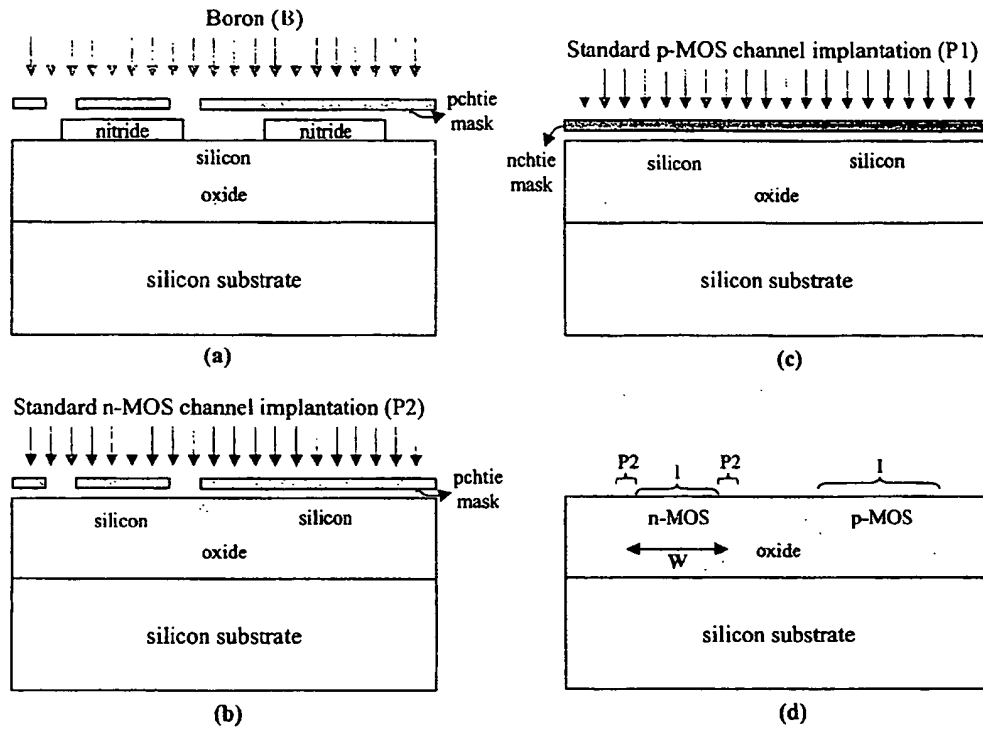 Boron (B)
pchtie
mask
nitride
nitride
silicon
oxide
silicon substrate
(a)
Standard n-MOS channel implantation (P2)
pchtie
mask
silicon
silicon
oxide
silicon substrate
(b)
Standard p-MOS channel implantation (P1)
nchtie
mask
silicon
silicon
oxide
silicon substrate
(c)
P2
I
P2
I
n-MOS
p-MOS
W
oxide
silicon substrate
(d)